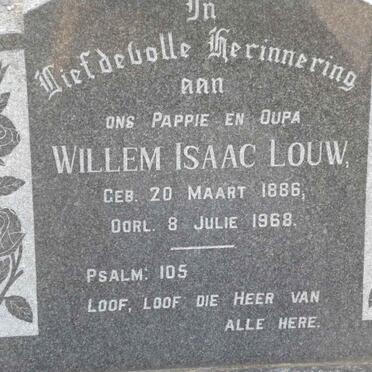 In
Liefdevolle Herinnering
aan
ONS PAPPIE EN OUPA
WILLEM ISAAC LOUW,
GEB. 20 MAART 1886,
OORL. 8 JULIE 1968.
PSALM: 105
LOOF, LOOF DIE HEER VAN
ALLE HERE.